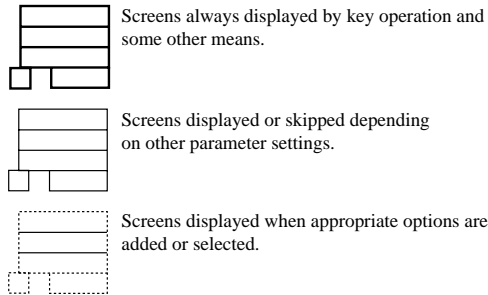 Screens always displayed by key operation and
some other means.
Screens displayed or skipped depending
on other parameter settings.
Screens displayed when appropriate options are
added or selected.